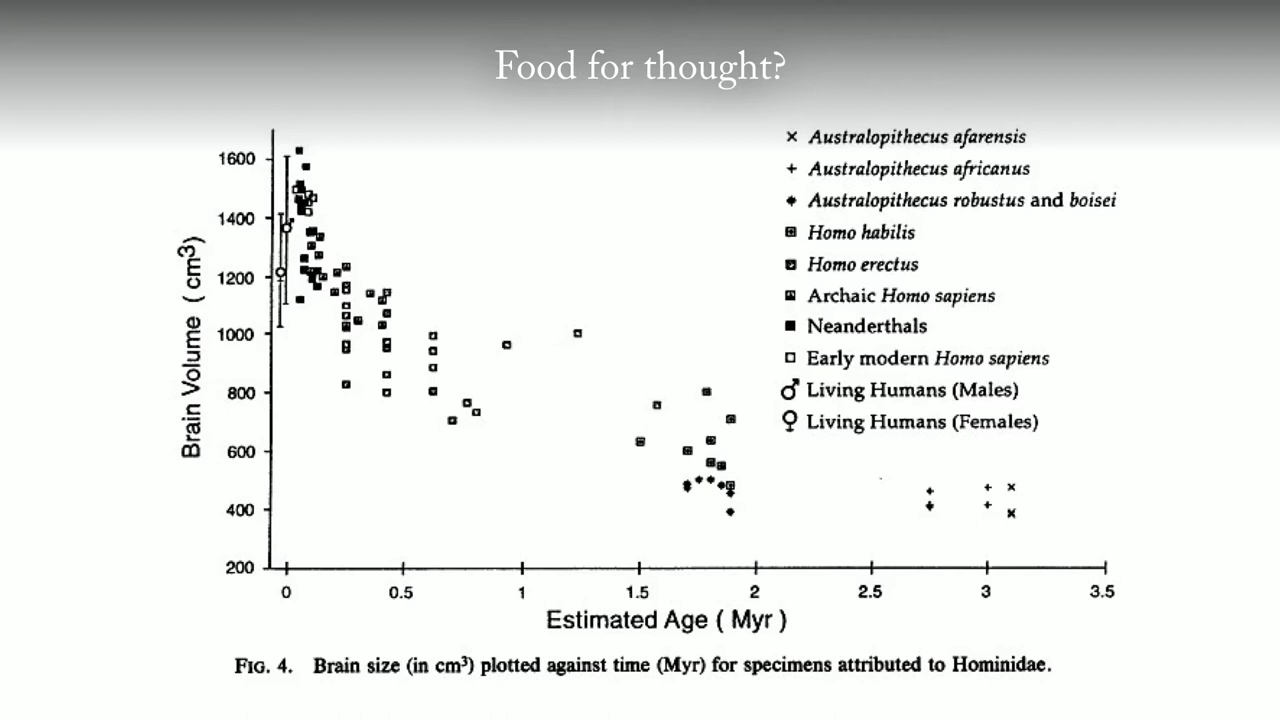 Food for thought?
Australopithecus afarensis
Australopithecus africanus
Australopithecus robustus and boisei
Homo habilis
Homo erectus
Archaic Homo sapiens
Neanderthals
Early modern Homo sapiens
Living Humans (Males)
Living Humans (Females)
Brain Volume ( cm³)
1600
1400
1200
1000
800
600
400
200
0 0.5 1 1.5 2 2.5 3 3.5
Estimated Age ( Myr )
FIG. 4. Brain size (in cm³) plotted against time (Myr) for specimens attributed to Hominidae.